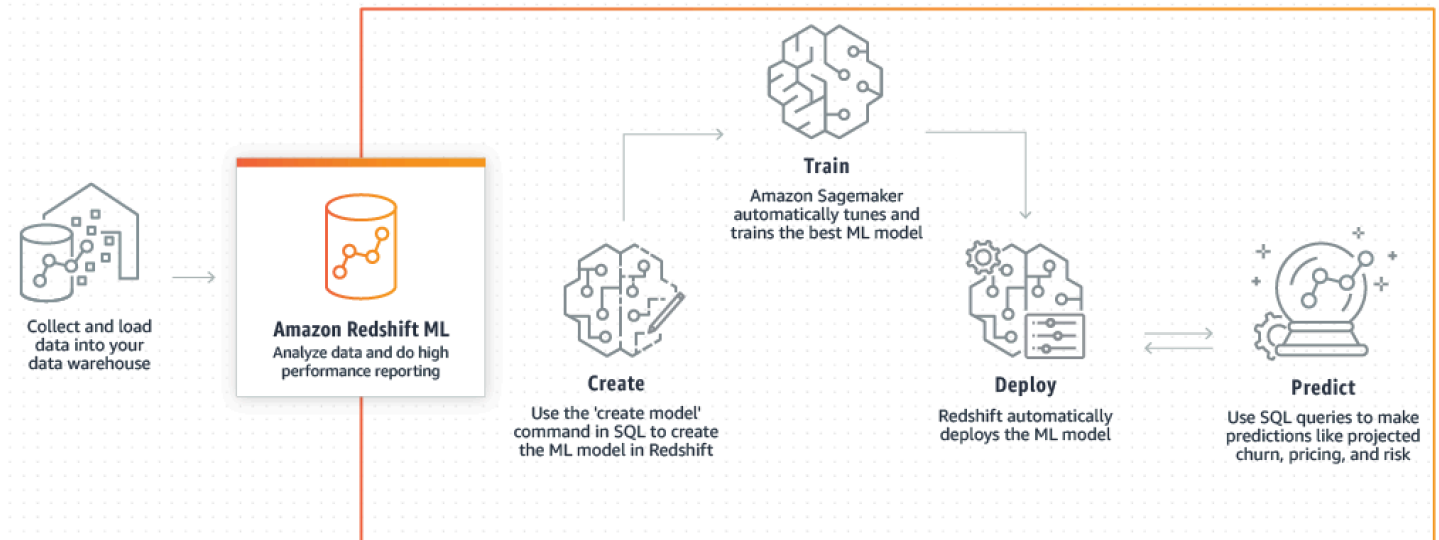 Collect and load
data into your
data warehouse
Amazon Redshift ML
Analyze data and do high
performance reporting
Create
Use the 'create model'
command in SQL to create
the ML model in Redshift
Train
Amazon Sagemaker
automatically tunes and
trains the best ML model
Deploy
Redshift automatically
deploys the ML model
Predict
Use SQL queries to make
predictions like projected
churn, pricing, and risk